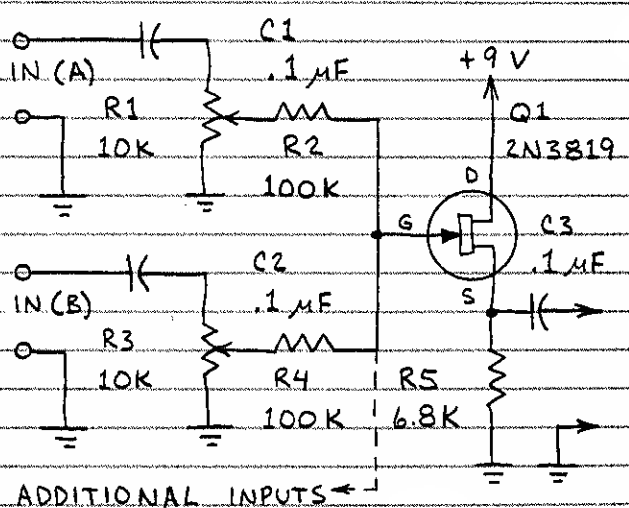 C1
.1 μF
IN (A)
R1
10K
R2
100K
+9 V
Q1
2N3819
D
G
S
C3
.1 μF
C2
.1 μF
IN (B)
R3
10K
R4
100K
R5
6.8K
ADDITIONAL INPUTS